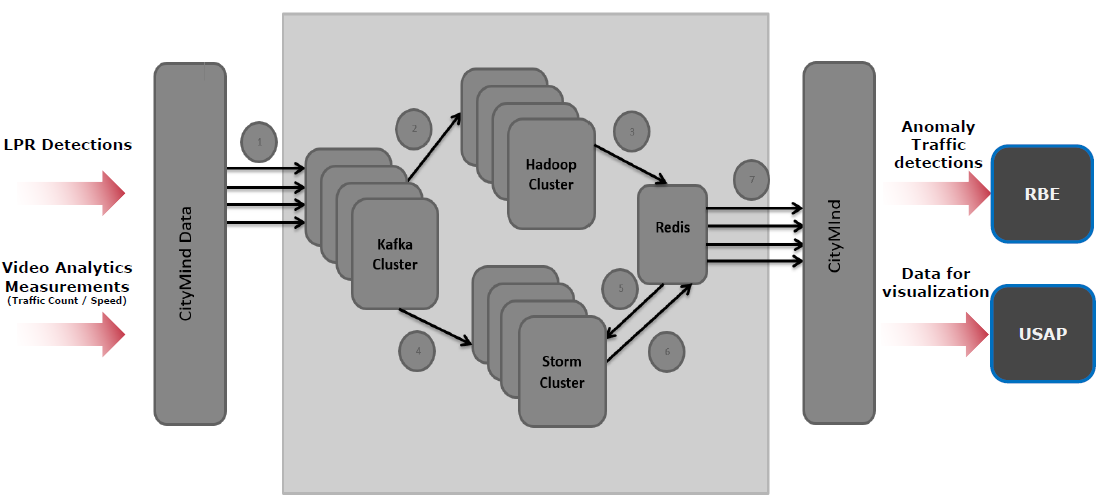 LPR Detections
Video Analytics
Measurements
(Traffic Count / Speed)
CityMind Data
1
Kafka
Cluster
2
Hadoop
Cluster
3
4
Storm
Cluster
5
6
Redis
7
CityMInd
Anomaly
Traffic
detections
RBE
Data for
visualization
USAP